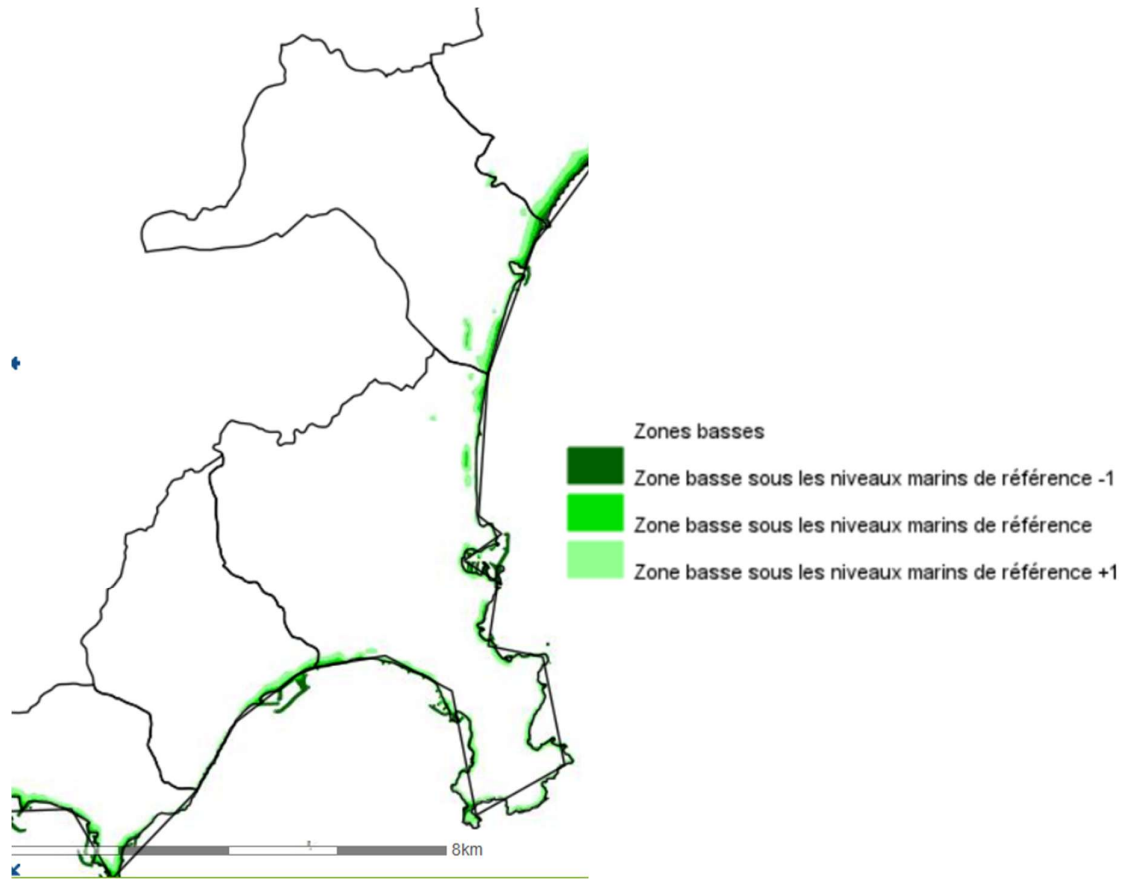 Zones basses
Zone basse sous les niveaux marins de référence -1
Zone basse sous les niveaux marins de référence
Zone basse sous les niveaux marins de référence +1
8km